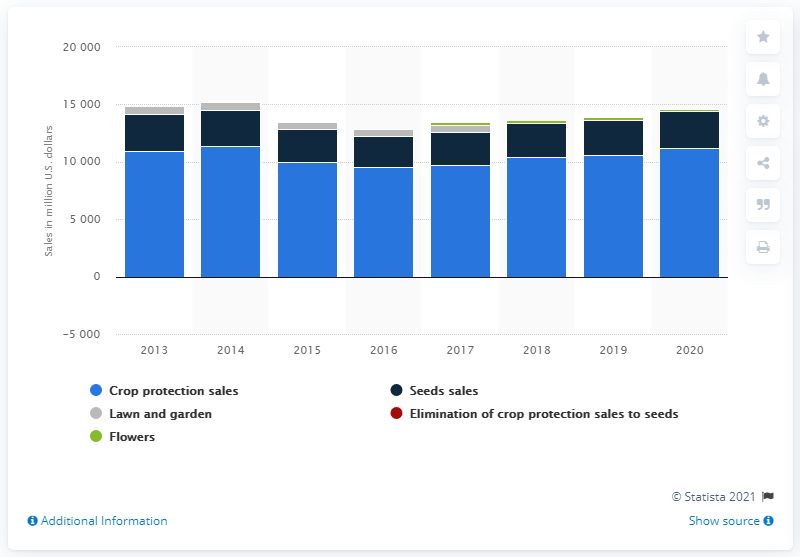 20 000
15 000
10 000
5 000
0
−5 000
Sales in million U.S. dollars
2013 2014 2015 2016 2017 2018 2019 2020
Crop protection sales
Seeds sales
Lawn and garden
Elimination of crop protection sales to seeds
Flowers
© Statista 2021
Additional Information
Show source